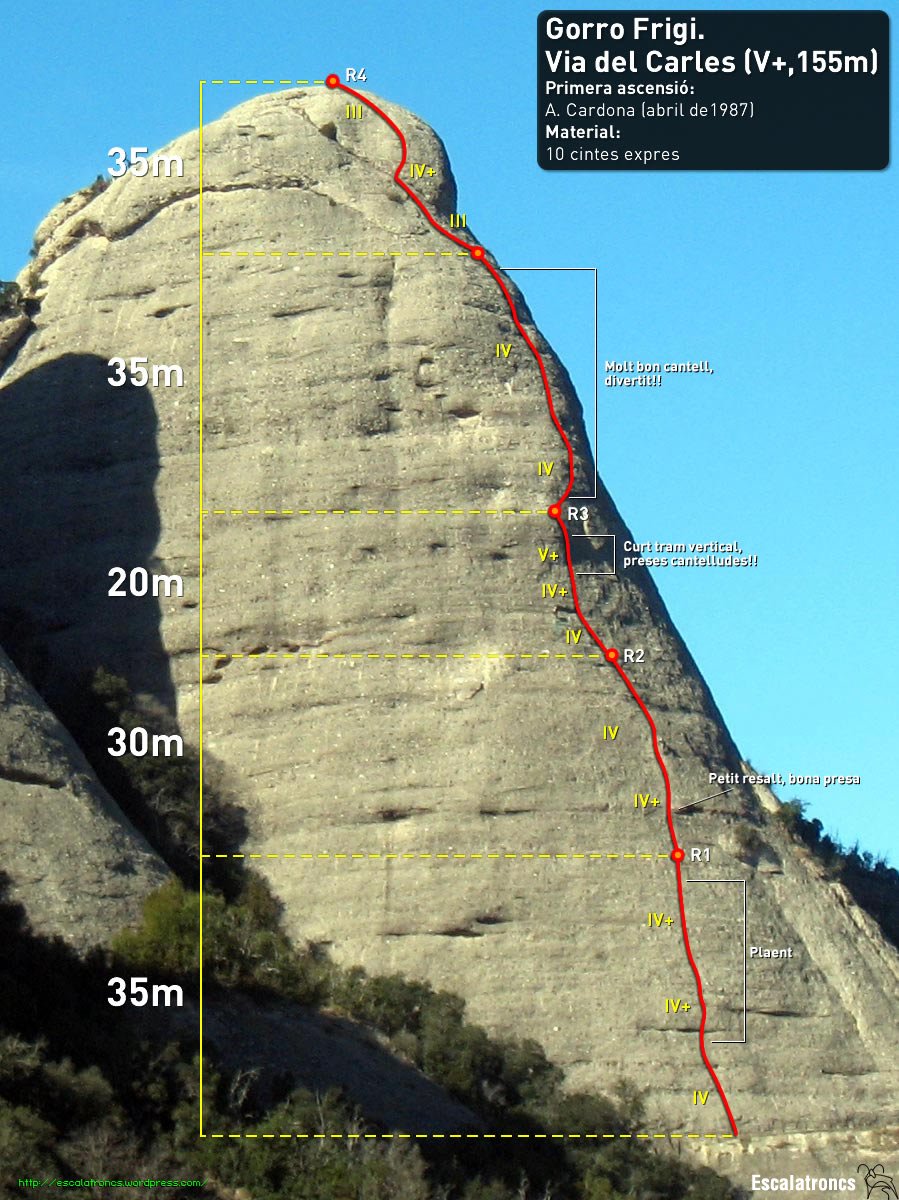 Gorro Frigi.
Via del Carles (V+,155m)
Primera ascensió:
A. Cardona (abril de1987)
Material:
10 cintes expres
R4
III
35m
IV+
III
IV
35m
Molt bon cantell,
divertit!!
IV
R3
V+
Curt tram vertical,
preses cantelludes!!
20m
IV+
IV
R2
IV
30m
Petit resalt, bona presa
IV+
R1
IV+
Plaent
35m
IV+
IV
http://escalatroncs.wordpress.com/
Escalatroncs